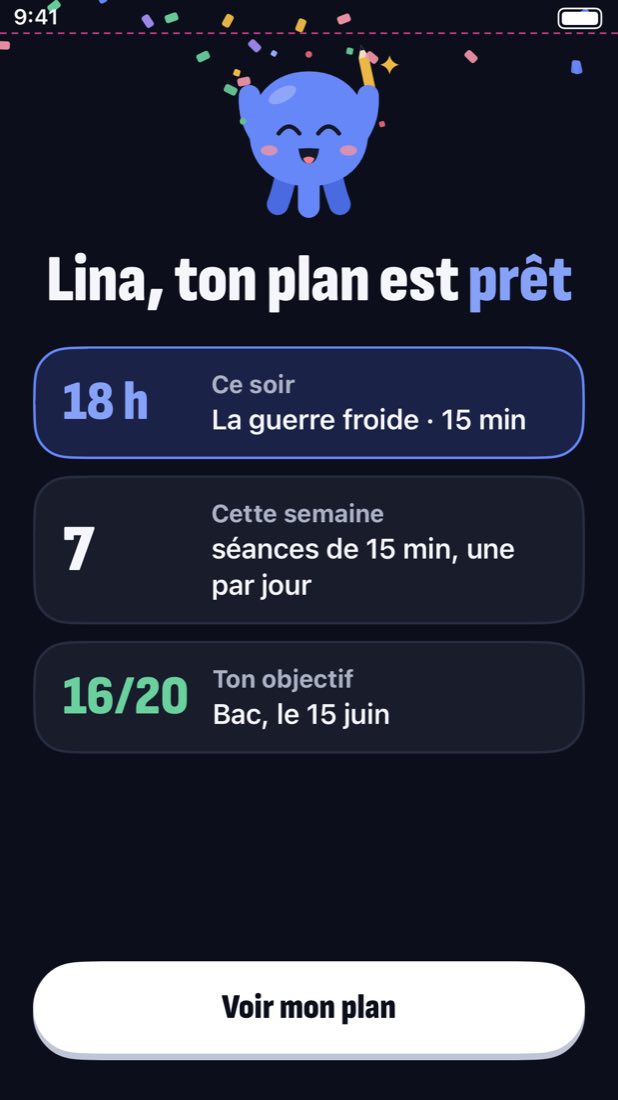 9:41
Lina, ton plan est prêt
18 h
Ce soir
La guerre froide · 15 min
7
Cette semaine
séances de 15 min, une
par jour
16/20
Ton objectif
Bac, le 15 juin
Voir mon plan